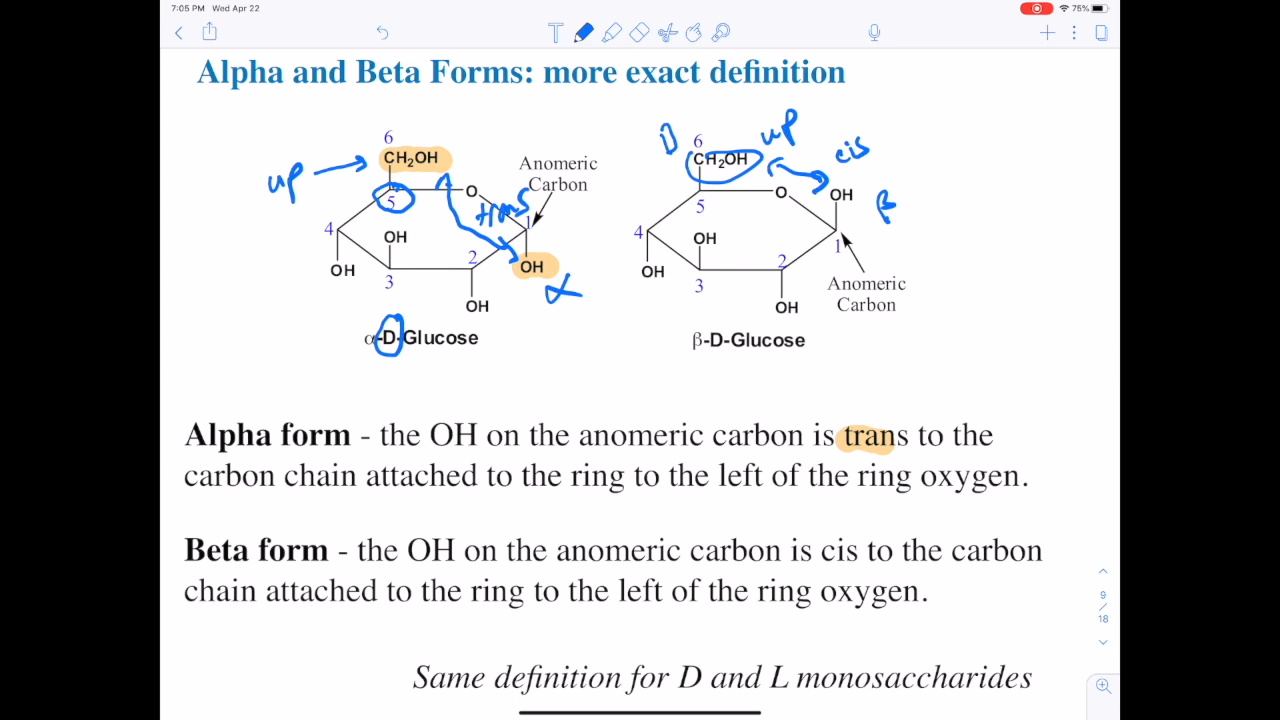 7:05 PM Wed Apr 22
75%
T
Alpha and Beta Forms: more exact definition
6
CH₂OH
up
Anomeric
Carbon
O
5
trans
4
1
OH
OH
3
2
OH
OH
α
α-D-Glucose
D
6
CH₂OH
up
cis
O
OH
β
5
4
OH
1
2
OH
3
OH
Anomeric
Carbon
β-D-Glucose
Alpha form - the OH on the anomeric carbon is trans to the
carbon chain attached to the ring to the left of the ring oxygen.
Beta form - the OH on the anomeric carbon is cis to the carbon
chain attached to the ring to the left of the ring oxygen.
9
/
18
Same definition for D and L monosaccharides